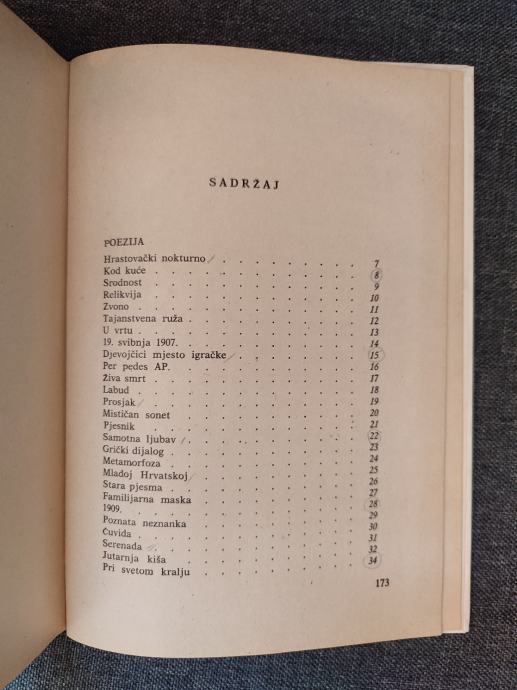 SADRŽAJ
POEZIJA
Hrastovački nokturno . . . . . . . . . 7
Kod kuće . . . . . . . . . . . 8
Srodnost . . . . . . . . . . . 9
Relikvija . . . . . . . . . . . 10
Zvono . . . . . . . . . . . . 11
Tajanstvena ruža . . . . . . . . . . 12
U vrtu . . . . . . . . . . . . 13
19. svibnja 1907. . . . . . . . . . . 14
Djevojčici mjesto igračke . . . . . . . . 15
Per pedes AP. . . . . . . . . . . 16
Živa smrt . . . . . . . . . . . 17
Labud . . . . . . . . . . . . 18
Prosjak . . . . . . . . . . . 19
Mističan sonet . . . . . . . . . . 20
Pjesnik . . . . . . . . . . . 21
Samotna ljubav . . . . . . . . . . 22
Grički dijalog . . . . . . . . . . 23
Metamorfoza . . . . . . . . . . 24
Mladoj Hrvatskoj . . . . . . . . . 25
Stara pjesma . . . . . . . . . . 26
Familijarna maska . . . . . . . . . 27
1909. . . . . . . . . . . . . 28
Poznata neznanka . . . . . . . . . 29
Čuvida . . . . . . . . . . . . 30
Serenada . . . . . . . . . . . 31
Jutarnja kiša . . . . . . . . . . 32
Pri svetom kralju . . . . . . . . . 34
173